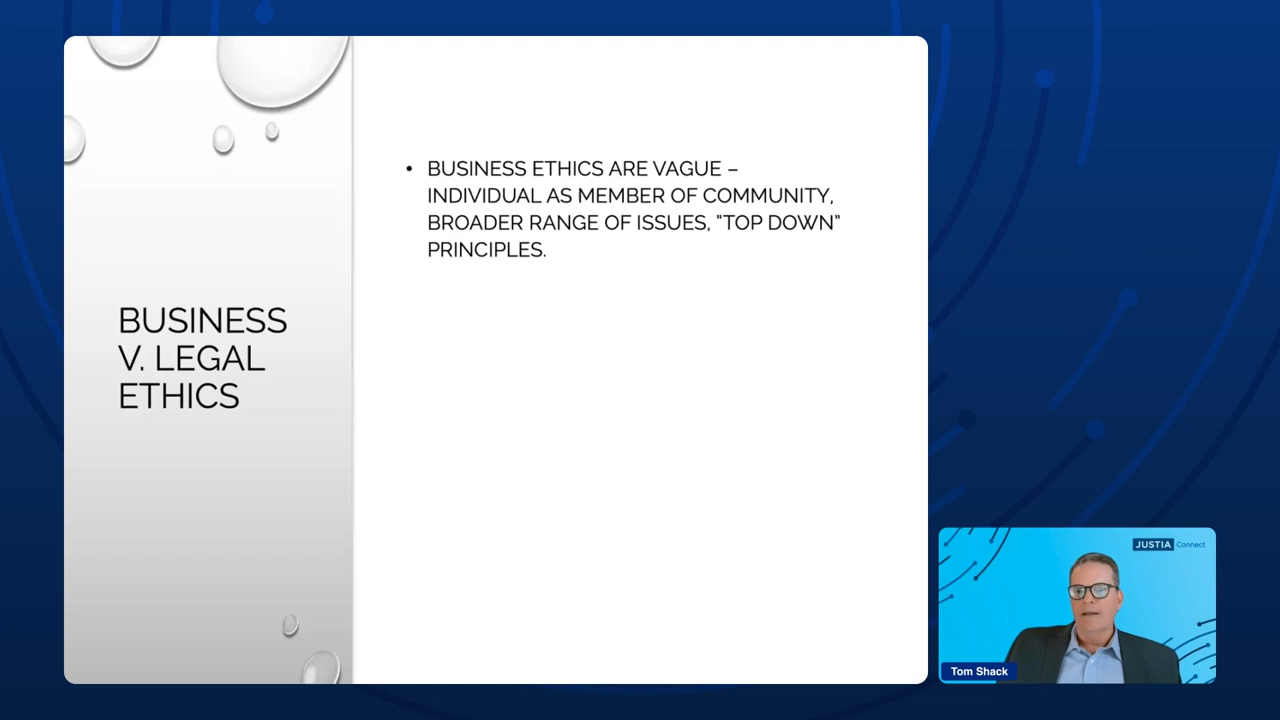 BUSINESS
V. LEGAL
ETHICS
• BUSINESS ETHICS ARE VAGUE –
INDIVIDUAL AS MEMBER OF COMMUNITY,
BROADER RANGE OF ISSUES, “TOP DOWN”
PRINCIPLES.
JUSTIA Connect
Tom Shack